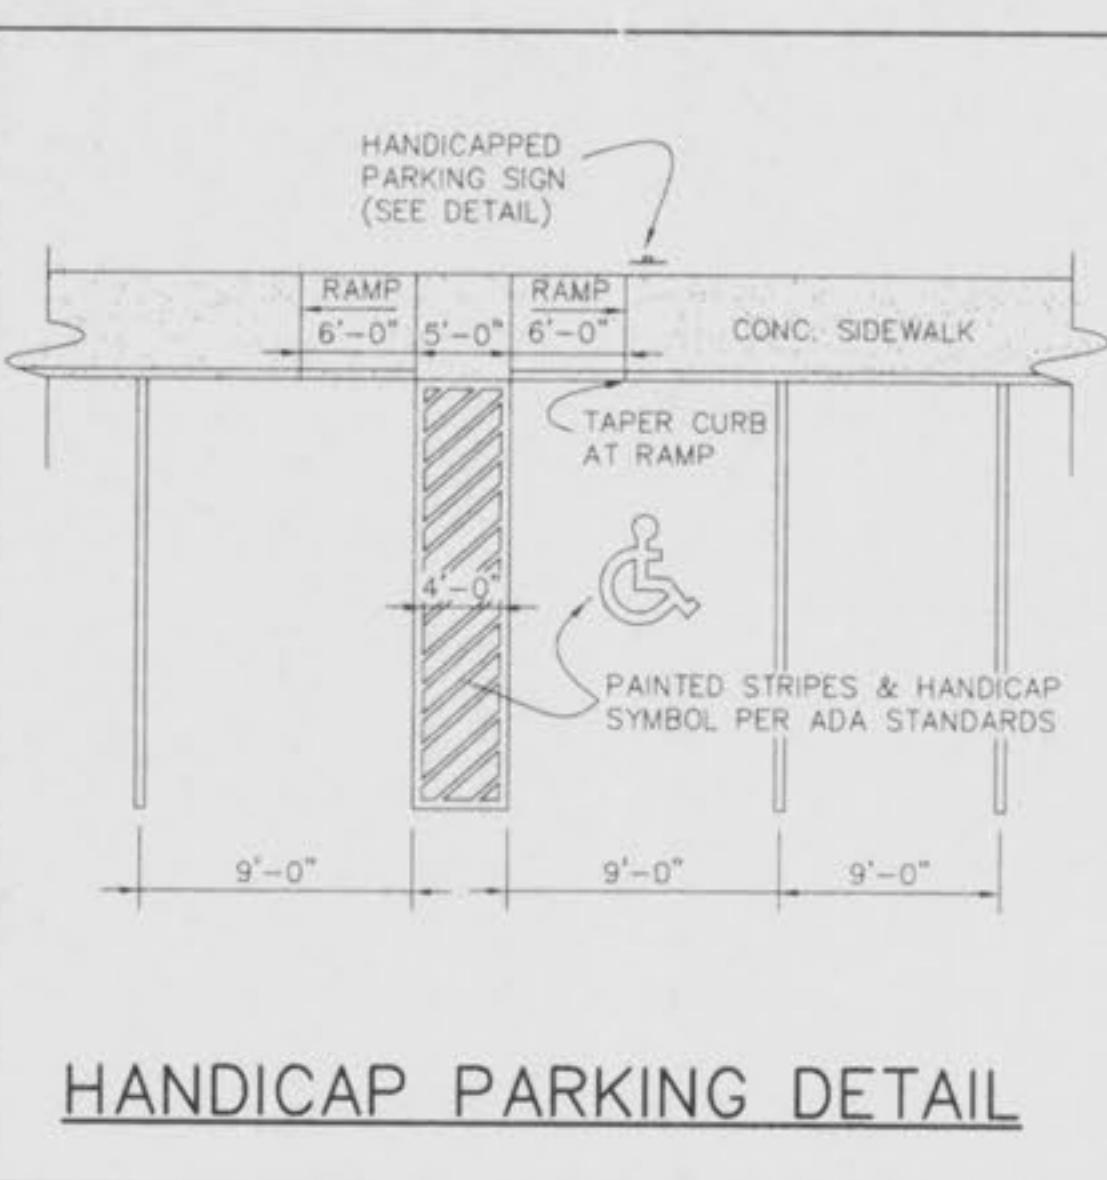 HANDICAPPED
PARKING SIGN
(SEE DETAIL)
RAMP
RAMP
6'-0"
5'-0"
6'-0"
CONC. SIDEWALK
TAPER CURB
AT RAMP
4'-0"
PAINTED STRIPES & HANDICAP
SYMBOL PER ADA STANDARDS
9'-0"
9'-0"
9'-0"
HANDICAP PARKING DETAIL